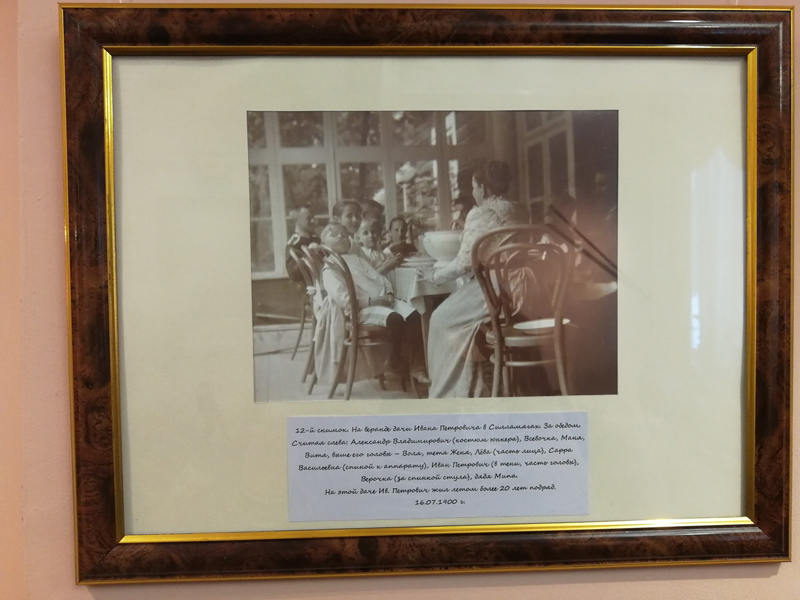 12-й снимок. На веранде дачи Ивана Петровича в Силламягах. За обедом.
Считая слева: Александр Владимирович (костюм юнкера), Всевочка, Маня,
Витя, выше его головы – Воля, тетя Женя, Лёва (часть лица), Сарра
Васильевна (спиной к аппарату), Иван Петрович (в тени, часть головы),
Верочка (за спинкой стула), дядя Митя.
На этой даче Ив. Петрович жил летом более 20 лет подряд.
16.07.1900 г.